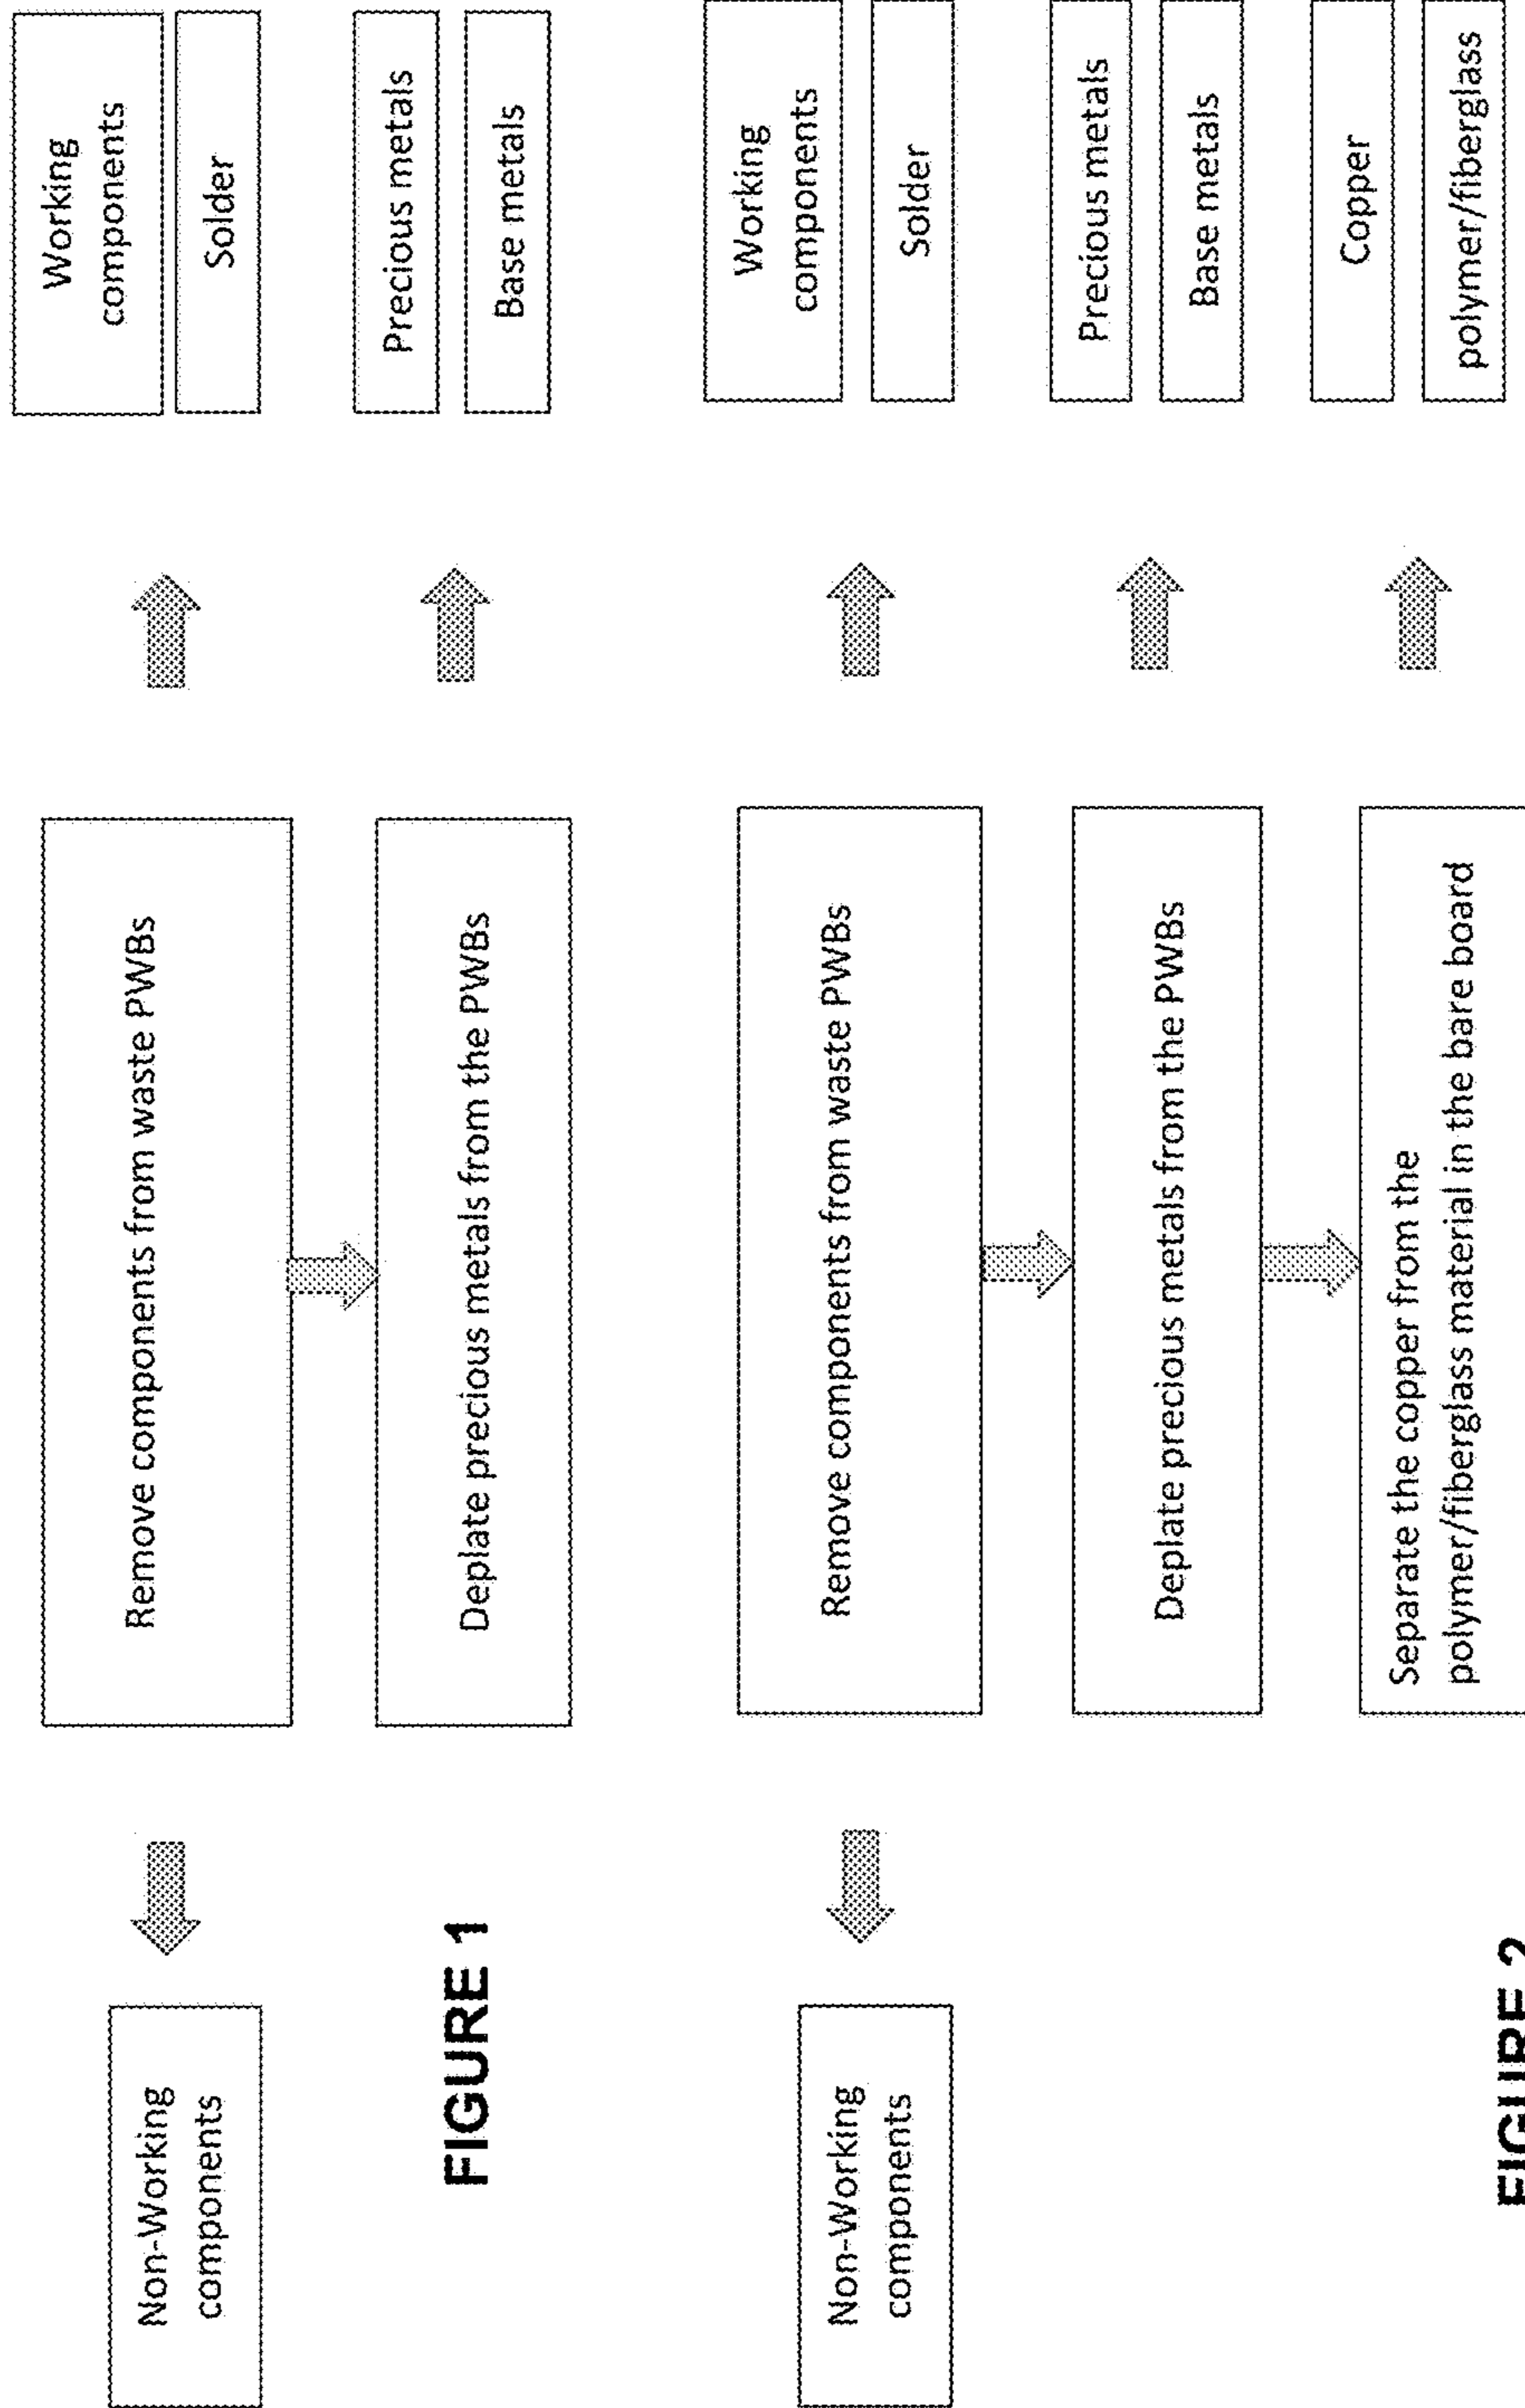 Non-Working
components
Remove components from waste PWBs
Working
components
Solder
Deplate precious metals from the PWBs
Precious metals
Base metals
FIGURE 1
Non-Working
components
Remove components from waste PWBs
Working
components
Solder
Deplate precious metals from the PWBs
Precious metals
Base metals
Separate the copper from the
polymer/fiberglass material in the bare board
Copper
polymer/fiberglass
FIGURE 2